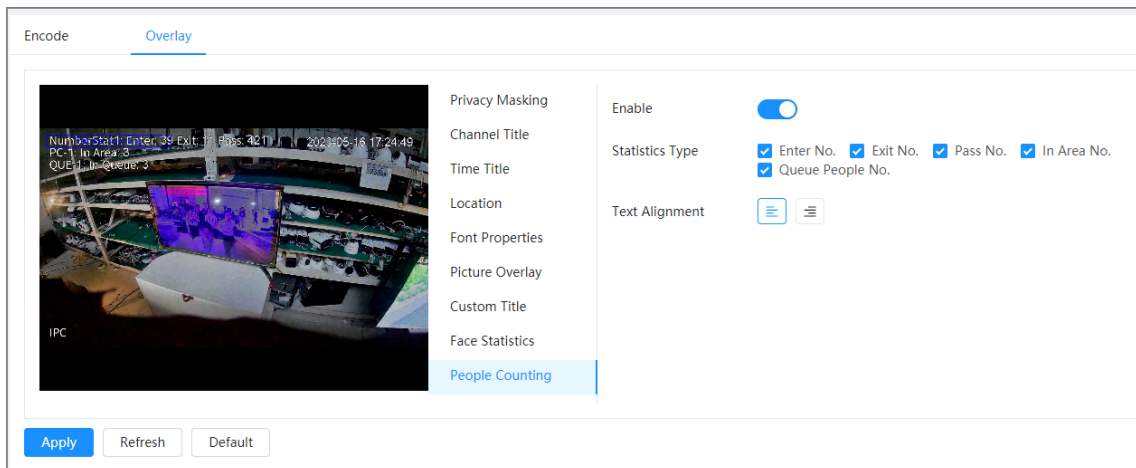 Encode
Overlay
NumberStat1: Enter: 39 Exit: 11 Pass: 421
2023-05-16 17:24:49
PC-1: In Area: 3
QUE-1: In Queue: 3
IPC
Privacy Masking
Channel Title
Time Title
Location
Font Properties
Picture Overlay
Custom Title
Face Statistics
People Counting
Enable
Statistics Type
Enter No.
Exit No.
Pass No.
In Area No.
Queue People No.
Text Alignment
Apply
Refresh
Default